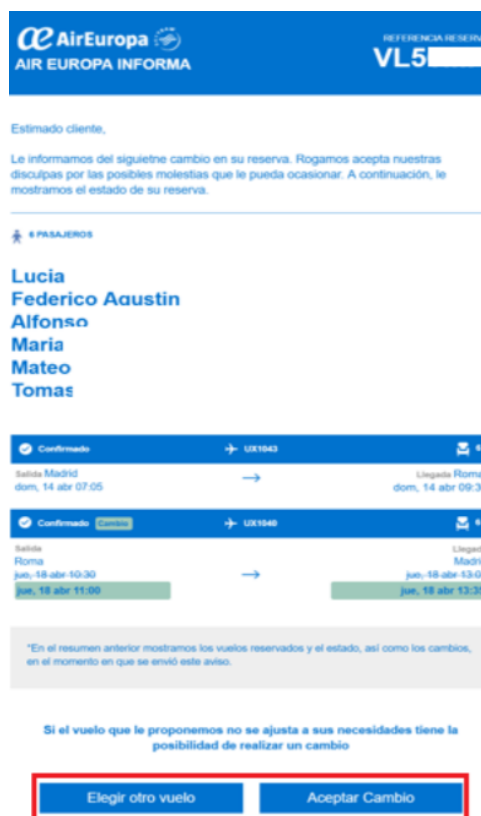 AirEuropa
AIR EUROPA INFORMA
REFERENCIA RESERV
VL5
Estimado cliente,
Le informamos del siguietne cambio en su reserva. Rogamos acepta nuestras
disculpas por las posibles molestias que le pueda ocasionar. A continuación, le
mostramos el estado de su reserva.
6 PASAJEROS
Lucia
Federico Agustin
Alfonso
Maria
Mateo
Tomas
Confirmado UX1043 6
Salida Madrid Llegada Roma
dom, 14 abr 07:05 dom, 14 abr 09:3
Confirmado Cambio UX1040 6
Salida Llegad
Roma Madri
jue, 18 abr 10:30 jue, 18 abr 13:0
jue, 18 abr 11:00 jue, 18 abr 13:35
*En el resumen anterior mostramos los vuelos reservados y el estado, así como los cambios,
en el momento en que se envió este aviso.
Si el vuelo que le proponemos no se ajusta a sus necesidades tiene la
posibilidad de realizar un cambio
Elegir otro vuelo Aceptar Cambio